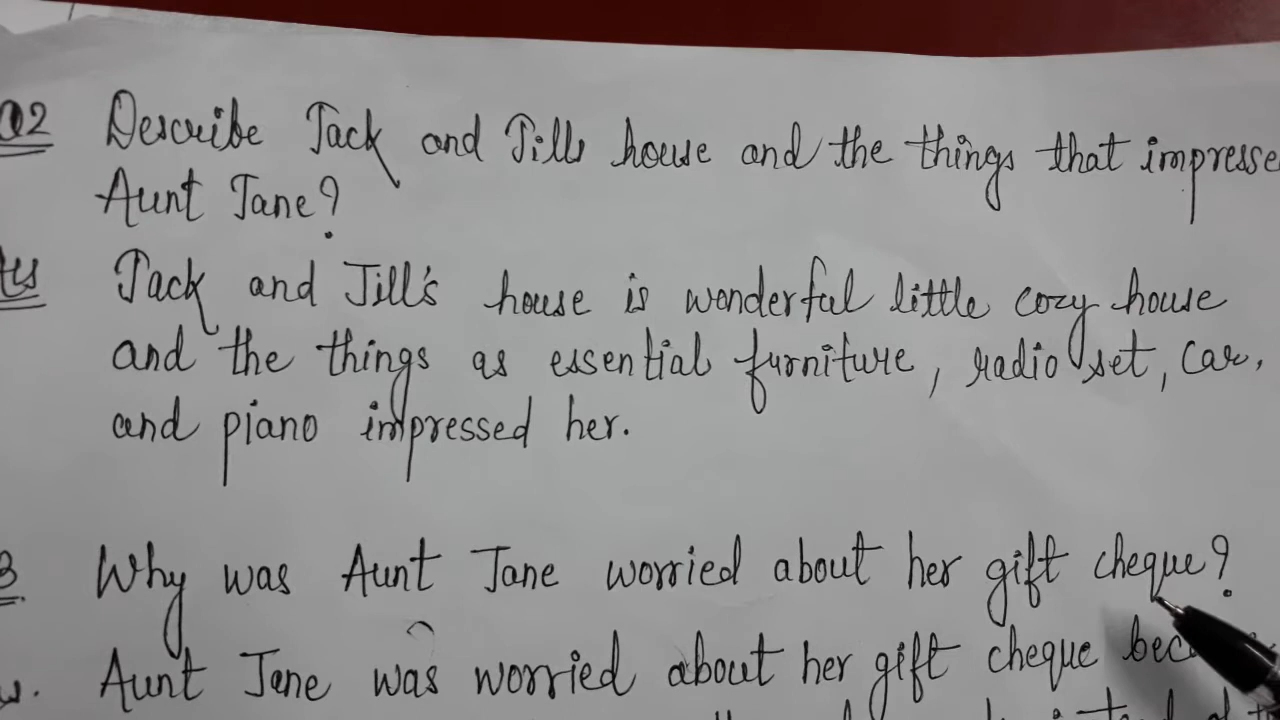 Q2 Describe Jack and Jills house and the things that impresse
Aunt Jane?
Jack and Jill's house is wonderful little cozy house
and the things as essential furniture, radio set, car,
and piano impressed her.
3 Why was Aunt Jane worried about her gift cheque?
Aunt Jane was worried about her gift cheque bec